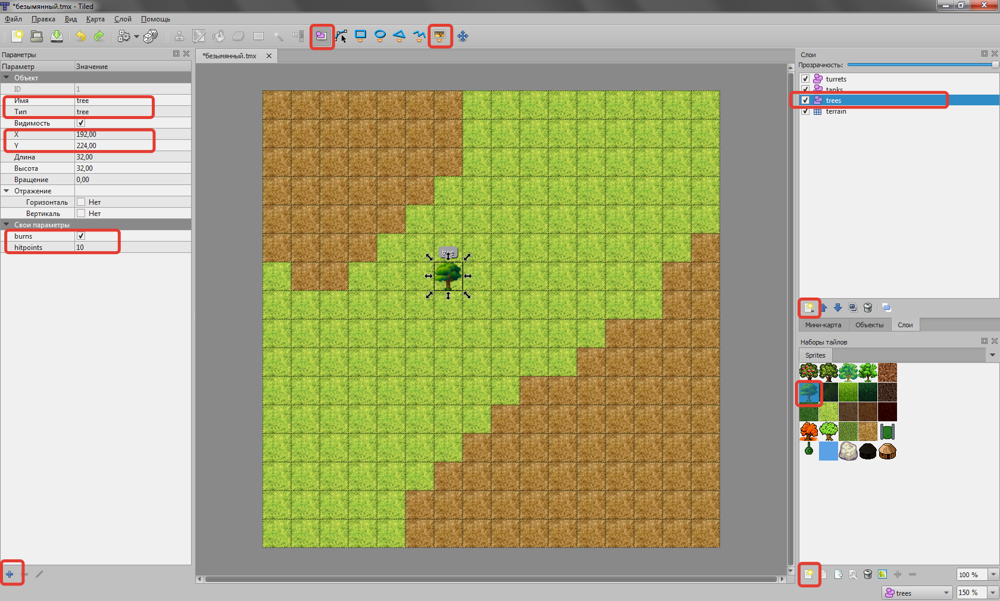 *безымянный.tmx - Tiled
Файл Правка Вид Карта Слой Помощь
Параметры
Параметр Значение
Объект
ID 1
Имя tree
Тип tree
Видимость
X 192,00
Y 224,00
Длина 32,00
Высота 32,00
Вращение 0,00
Отражение
Горизонталь Нет
Вертикаль Нет
Свои параметры
burns
hitpoints 10
*безымянный.tmx
tree
Слои
Прозрачность:
turrets
tanks
trees
terrain
Мини-карта Объекты Слои
Наборы тайлов
Sprites
100 %
trees 150 %